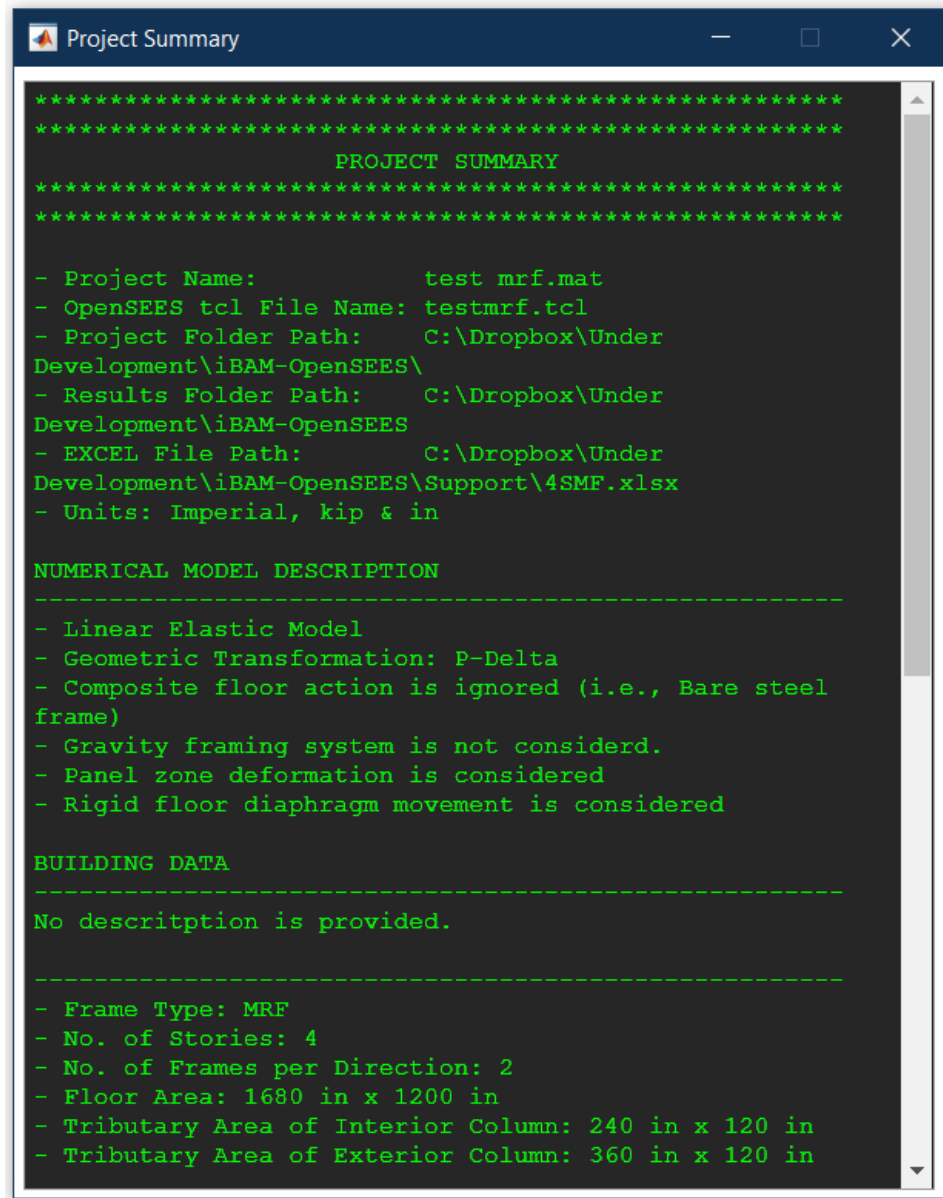 Project Summary
******************************************************
******************************************************
PROJECT SUMMARY
******************************************************
******************************************************
- Project Name: test mrf.mat
- OpenSEES tcl File Name: testmrf.tcl
- Project Folder Path: C:\Dropbox\Under
Development\iBAM-OpenSEES\
- Results Folder Path: C:\Dropbox\Under
Development\iBAM-OpenSEES
- EXCEL File Path: C:\Dropbox\Under
Development\iBAM-OpenSEES\Support\4SMF.xlsx
- Units: Imperial, kip & in
NUMERICAL MODEL DESCRIPTION
------------------------------------------------------
- Linear Elastic Model
- Geometric Transformation: P-Delta
- Composite floor action is ignored (i.e., Bare steel
frame)
- Gravity framing system is not considerd.
- Panel zone deformation is considered
- Rigid floor diaphragm movement is considered
BUILDING DATA
------------------------------------------------------
No descritption is provided.
------------------------------------------------------
- Frame Type: MRF
- No. of Stories: 4
- No. of Frames per Direction: 2
- Floor Area: 1680 in x 1200 in
- Tributary Area of Interior Column: 240 in x 120 in
- Tributary Area of Exterior Column: 360 in x 120 in